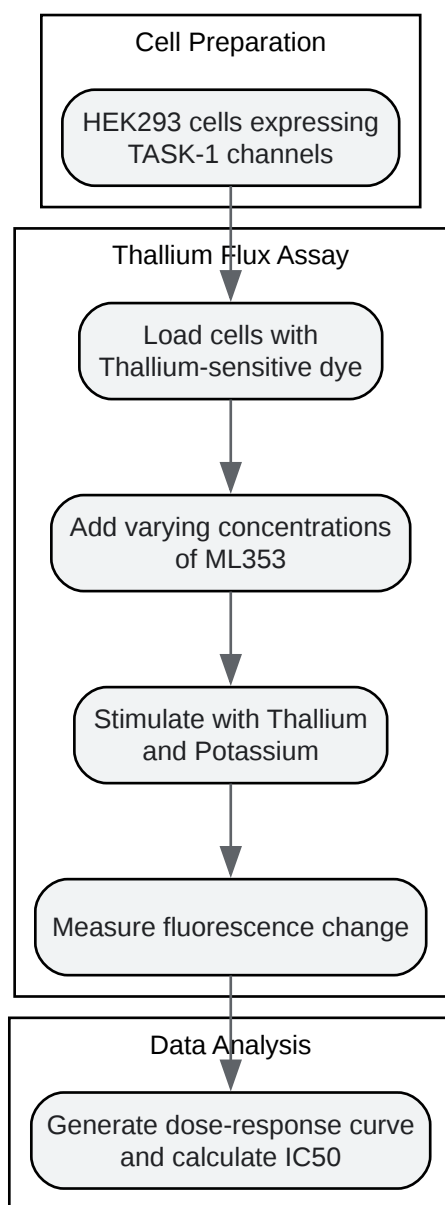 Cell Preparation
HEK293 cells expressing
TASK-1 channels
Thallium Flux Assay
Load cells with
Thallium-sensitive dye
Add varying concentrations
of ML353
Stimulate with Thallium
and Potassium
Measure fluorescence change
Data Analysis
Generate dose-response curve
and calculate IC50